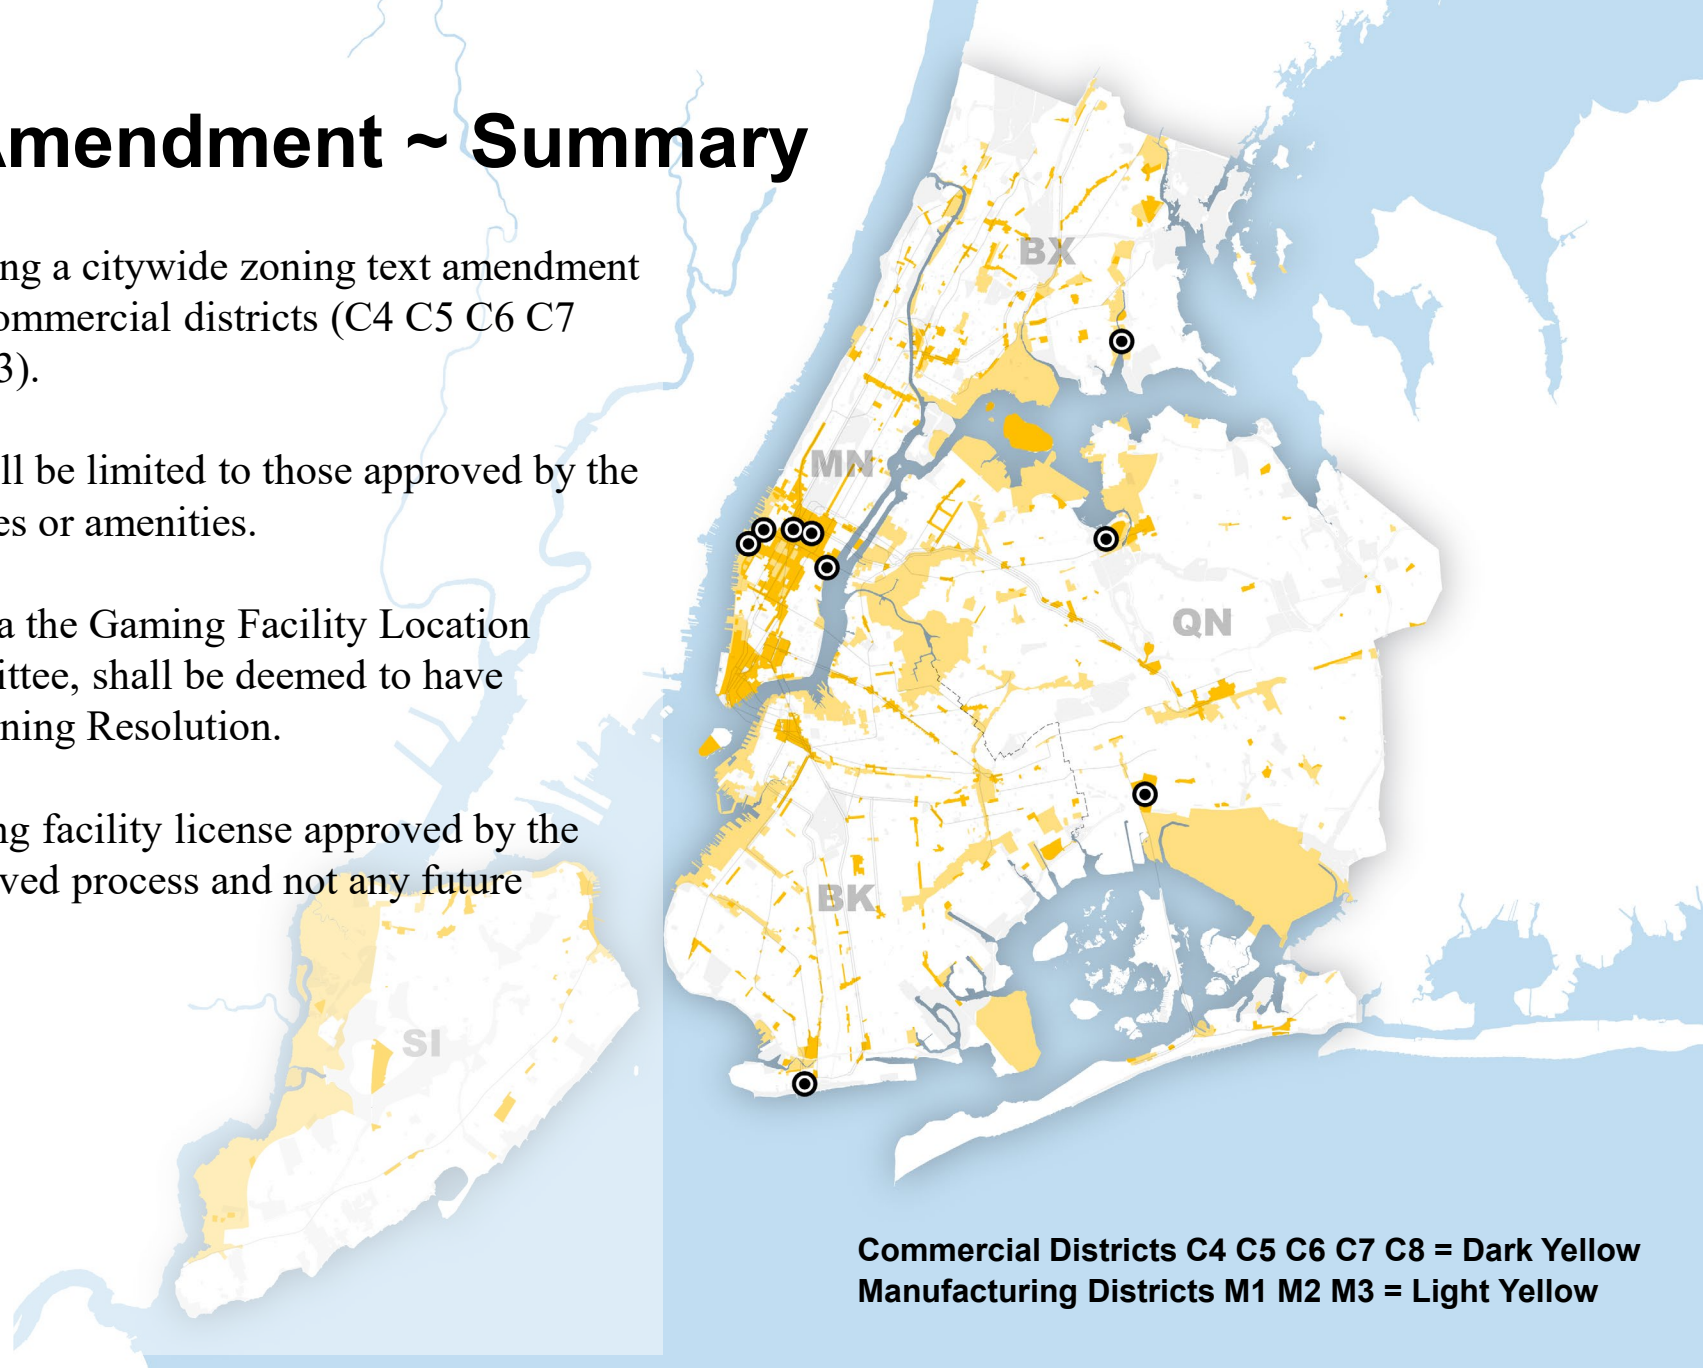 mendment ~ Summary
ng a citywide zoning text amendment
ommercial districts (C4 C5 C6 C7
3).
ll be limited to those approved by the
es or amenities.
a the Gaming Facility Location
ittee, shall be deemed to have
ning Resolution.
ng facility license approved by the
ved process and not any future
BX
MN
QN
BK
SI
Commercial Districts C4 C5 C6 C7 C8 = Dark Yellow
Manufacturing Districts M1 M2 M3 = Light Yellow